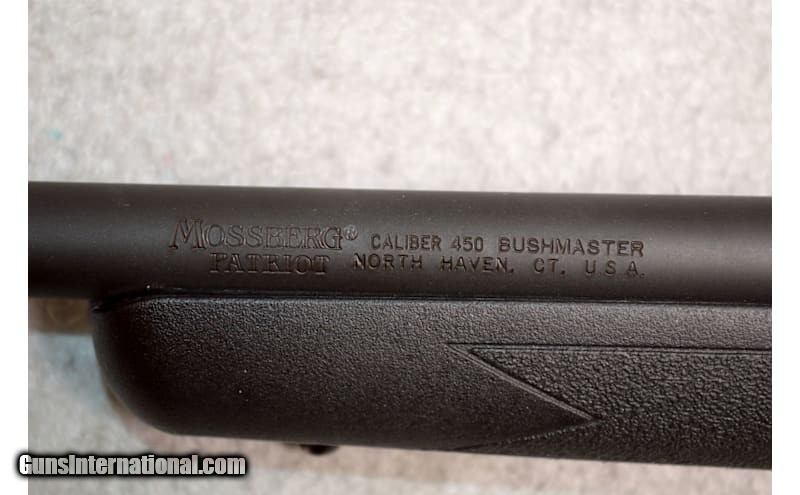 MOSSBERG® CALIBER 450 BUSHMASTER
PATRIOT NORTH HAVEN, CT. U.S.A.
GunsInternational.com